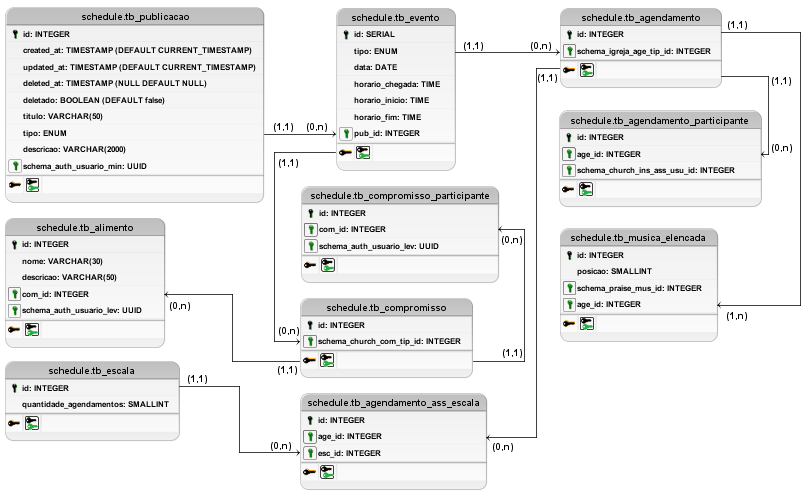 schedule.tb_publicacao
id: INTEGER
created_at: TIMESTAMP (DEFAULT CURRENT_TIMESTAMP)
updated_at: TIMESTAMP (DEFAULT CURRENT_TIMESTAMP)
deleted_at: TIMESTAMP (NULL DEFAULT NULL)
deletado: BOOLEAN (DEFAULT false)
titulo: VARCHAR(50)
tipo: ENUM
descricao: VARCHAR(2000)
schema_auth_usuario_min: UUID
(1,1)
(0,n)
schedule.tb_evento
id: SERIAL
tipo: ENUM
data: DATE
horario_chegada: TIME
horario_inicio: TIME
horario_fim: TIME
pub_id: INTEGER
(1,1)
(0,n)
(1,1)
schedule.tb_agendamento
id: INTEGER
schema_igreja_age_tip_id: INTEGER
(1,1)
(1,1)
(1,1)
schedule.tb_agendamento_participante
id: INTEGER
age_id: INTEGER
schema_church_ins_ass_usu_id: INTEGER
(0,n)
schedule.tb_compromisso_participante
id: INTEGER
com_id: INTEGER
schema_auth_usuario_lev: UUID
(0,n)
schedule.tb_alimento
id: INTEGER
nome: VARCHAR(30)
descricao: VARCHAR(50)
com_id: INTEGER
schema_auth_usuario_lev: UUID
(0,n)
schedule.tb_musica_elencada
id: INTEGER
posicao: SMALLINT
schema_praise_mus_id: INTEGER
age_id: INTEGER
(1,n)
schedule.tb_compromisso
id: INTEGER
schema_church_com_tip_id: INTEGER
(0,n)
(1,1)
(1,1)
schedule.tb_escala
id: INTEGER
quantidade_agendamentos: SMALLINT
(1,1)
(0,n)
schedule.tb_agendamento_ass_escala
id: INTEGER
age_id: INTEGER
esc_id: INTEGER
(0,n)